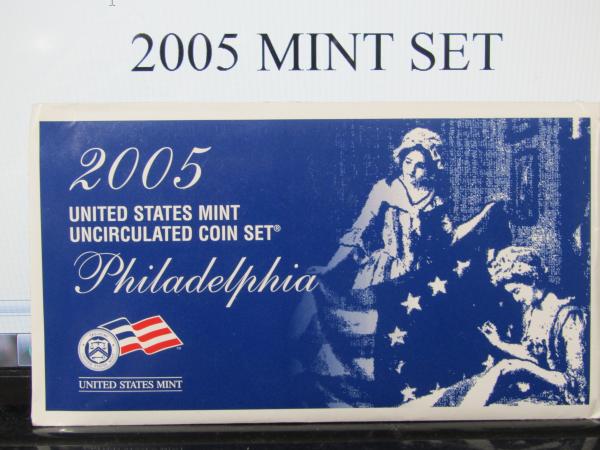 2005 MINT SET
2005
UNITED STATES MINT
UNCIRCULATED COIN SET®
Philadelphia
UNITED STATES MINT